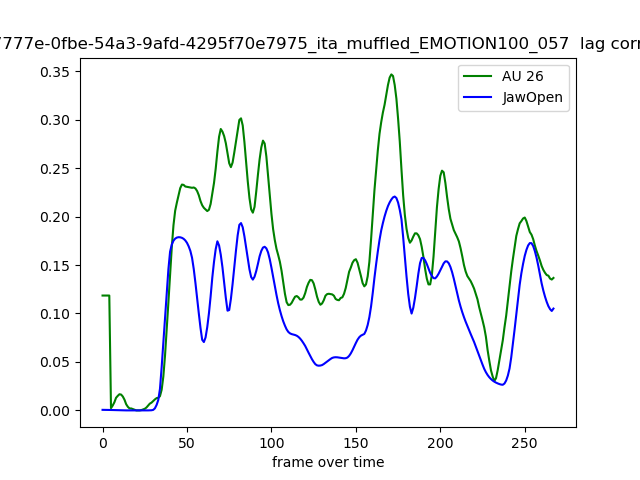 7777e-0fbe-54a3-9afd-4295f70e7975_ita_muffled_EMOTION100_057 lag corr
AU 26
JawOpen
0.35
0.30
0.25
0.20
0.15
0.10
0.05
0.00
0 50 100 150 200 250
frame over time